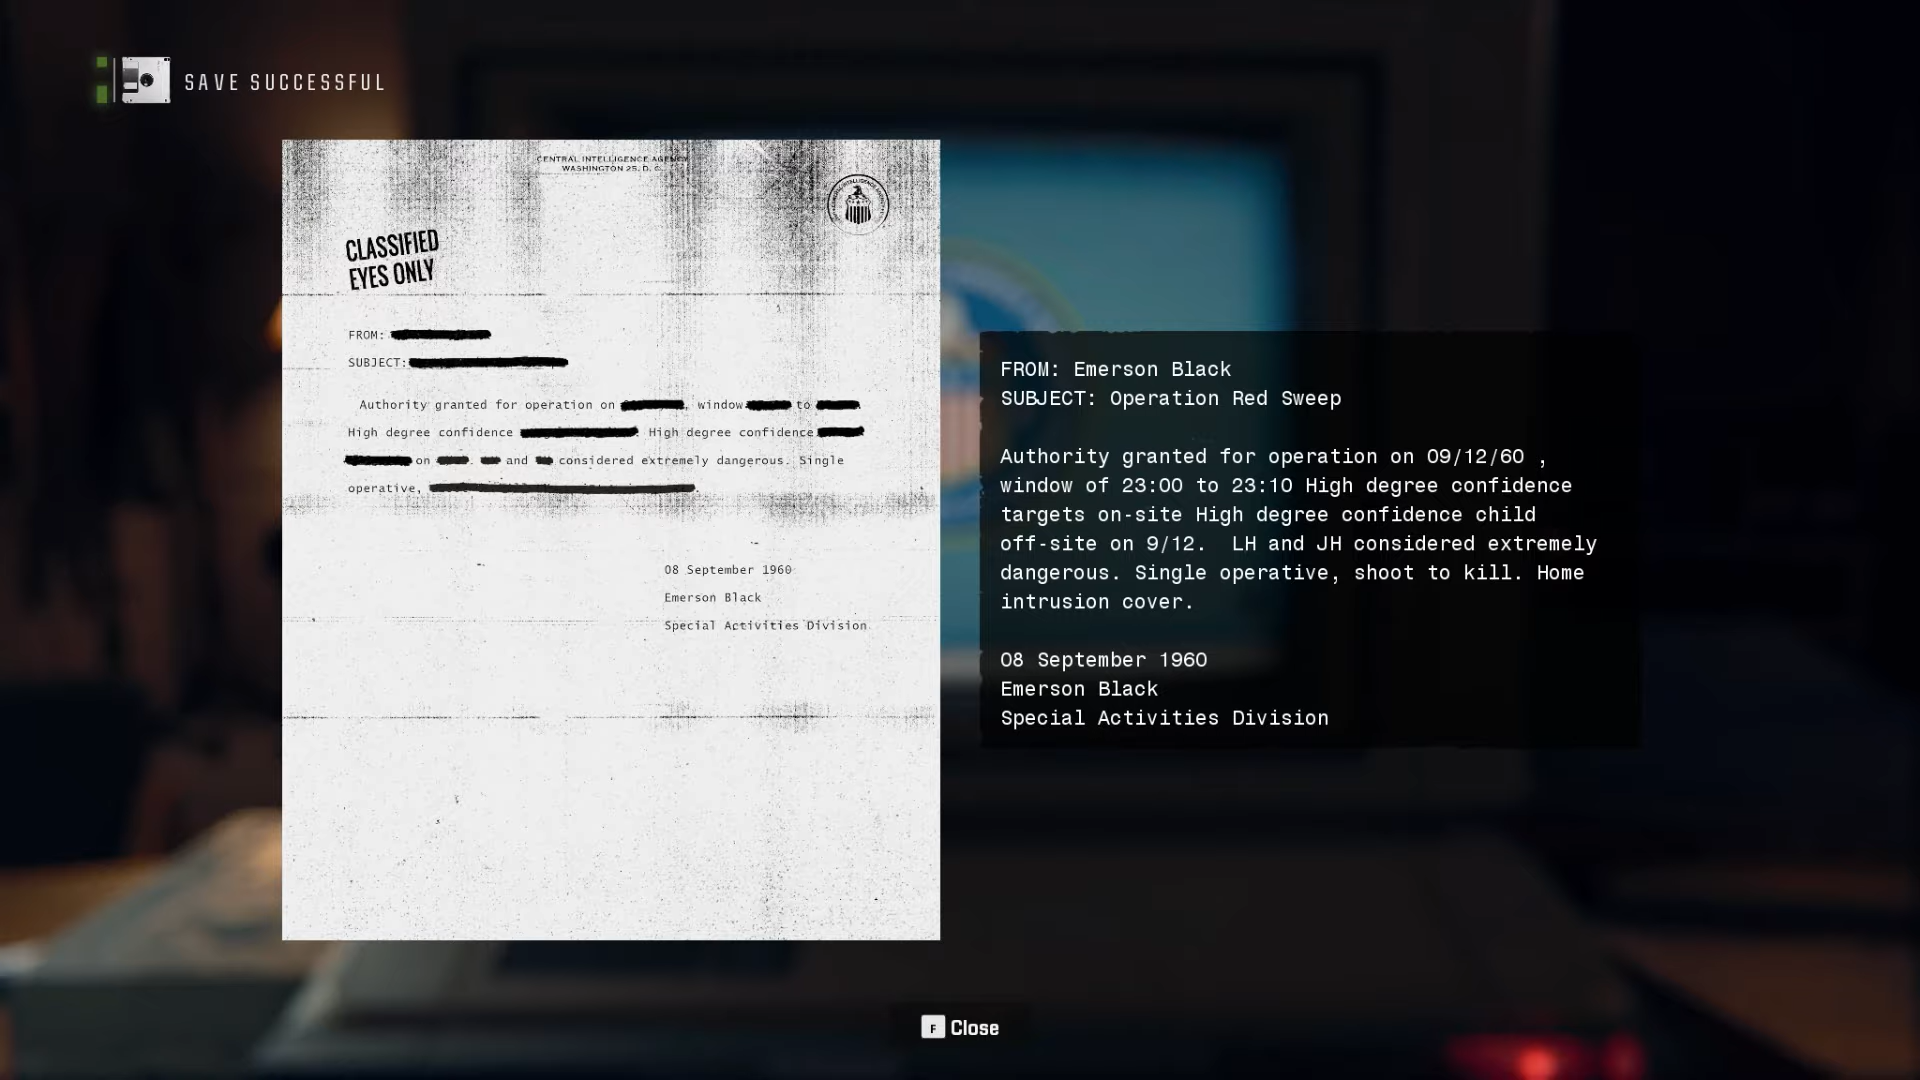 SAVE SUCCESSFUL
CENTRAL INTELLIGENCE AGENCY
WASHINGTON 25, D. C.
CLASSIFIED
EYES ONLY
FROM:
SUBJECT:
Authority granted for operation on , window to
High degree confidence . High degree confidence
on . and considered extremely dangerous. Single
operative,
08 September 1960
Emerson Black
Special Activities Division
FROM: Emerson Black
SUBJECT: Operation Red Sweep
Authority granted for operation on 09/12/60 ,
window of 23:00 to 23:10 High degree confidence
targets on-site High degree confidence child
off-site on 9/12.  LH and JH considered extremely
dangerous. Single operative, shoot to kill. Home
intrusion cover.
08 September 1960
Emerson Black
Special Activities Division
F Close